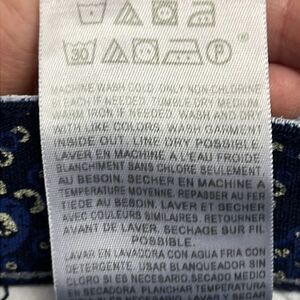 30 P ®
MACHINE WASH COLD. ONLY NON-CHLORINE
BLEACH IF NEEDED. TUMBLE DRY MEDIUM.
WARM IRON IF NEEDED. WASH AND DRY
WITH LIKE COLORS. WASH GARMENT
INSIDE OUT. LINE DRY POSSIBLE.
LAVER EN MACHINE A L'EAU FROIDE.
BLANCHIMENT SANS CHLORE SEULEMENT,
AU BESOIN. SECHER EN MACHINE A
TEMPERATURE MOYENNE. REPASSER AU FER
TIEDE AU BESOIN. LAVER ET SECHER
AVEC COULEURS SIMILAIRES. RETOURNER
AVANT DE LAVER. SECHAGE SUR FIL
POSSIBLE.
LAVAR EN LAVADORA CON AGUA FRIA CON
DETERGENTE. USAR BLANQUEADOR SIN
CLORO SI ES NECESARIO. SECADO MEDIO
EN SECADORA. PLANCHAR TEMPERATURA